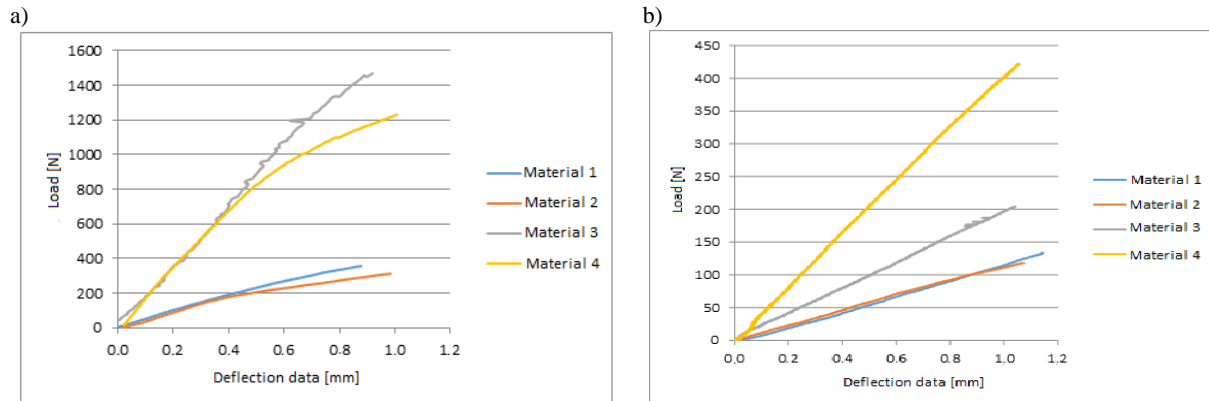 a)
1600
1400
1200
1000
800
600
400
200
0
Load [N]
0.0 0.2 0.4 0.6 0.8 1.0 1.2
Deflection data [mm]
Material 1
Material 2
Material 3
Material 4
b)
450
400
350
300
250
200
150
100
50
0
Load [N]
0.0 0.2 0.4 0.6 0.8 1.0 1.2
Deflection data [mm]
Material 1
Material 2
Material 3
Material 4